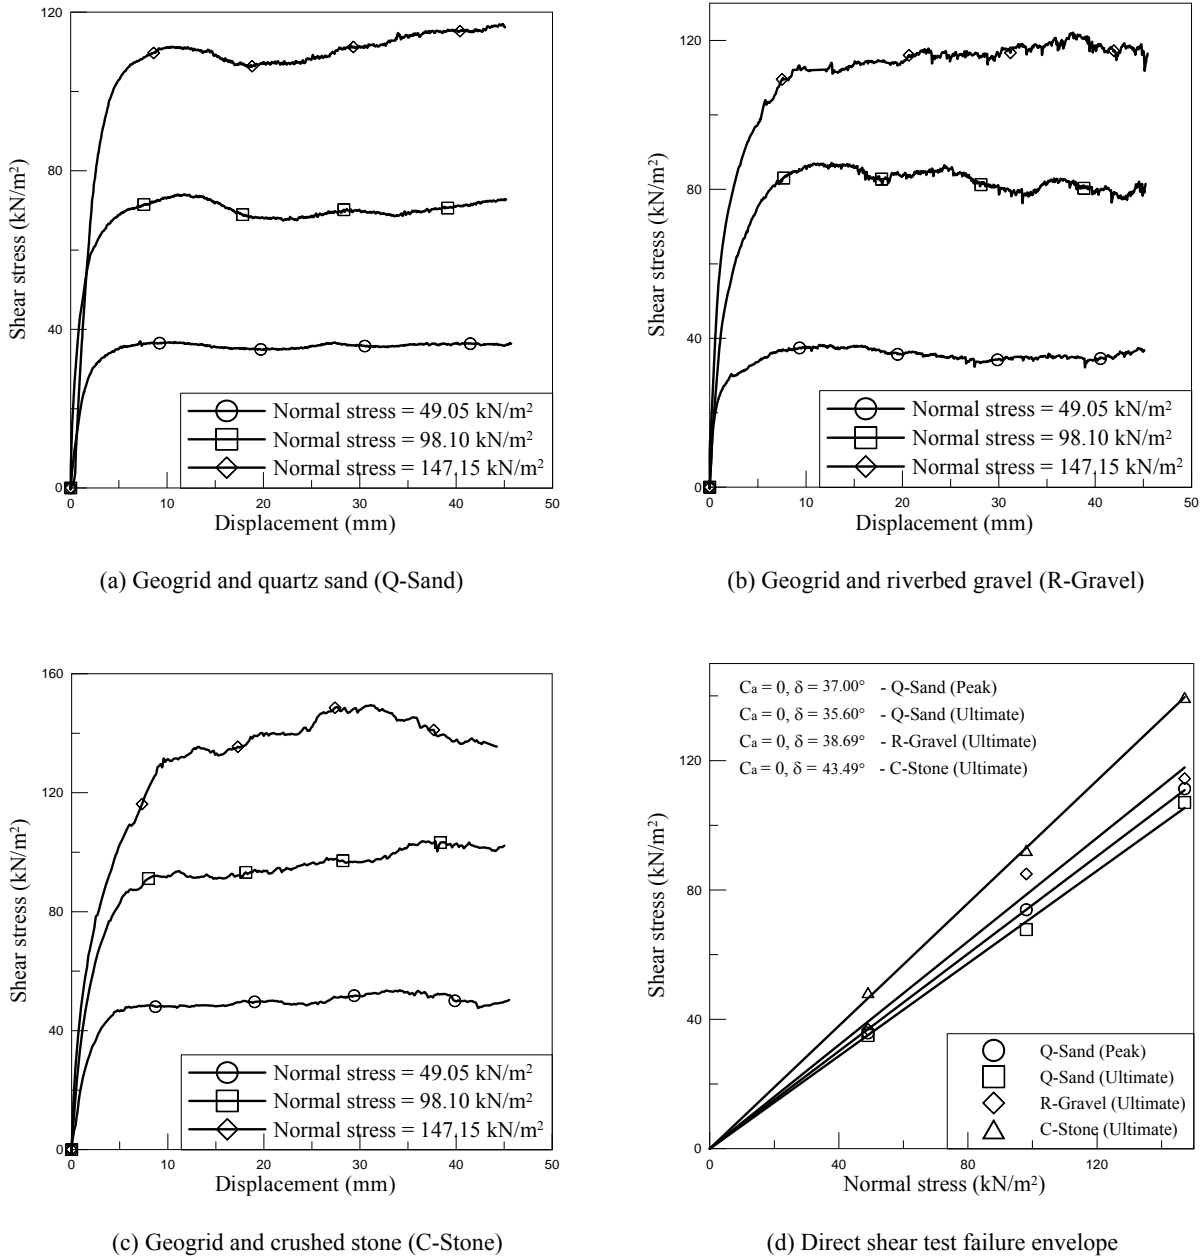 120
80
40
0
Shear stress (kN/m²)
Normal stress = 49.05 kN/m²
Normal stress = 98.10 kN/m²
Normal stress = 147.15 kN/m²
0 10 20 30 40 50
Displacement (mm)
(a) Geogrid and quartz sand (Q-Sand)
120
80
40
0
Shear stress (kN/m²)
Normal stress = 49.05 kN/m²
Normal stress = 98.10 kN/m²
Normal stress = 147.15 kN/m²
0 10 20 30 40 50
Displacement (mm)
(b) Geogrid and riverbed gravel (R-Gravel)
160
120
80
40
0
Shear stress (kN/m²)
Normal stress = 49.05 kN/m²
Normal stress = 98.10 kN/m²
Normal stress = 147.15 kN/m²
0 10 20 30 40 50
Displacement (mm)
(c) Geogrid and crushed stone (C-Stone)
Ca = 0, δ = 37.00° - Q-Sand (Peak)
Ca = 0, δ = 35.60° - Q-Sand (Ultimate)
Ca = 0, δ = 38.69° - R-Gravel (Ultimate)
Ca = 0, δ = 43.49° - C-Stone (Ultimate)
120
80
40
0
Shear stress (kN/m²)
Q-Sand (Peak)
Q-Sand (Ultimate)
R-Gravel (Ultimate)
C-Stone (Ultimate)
0 40 80 120
Normal stress (kN/m²)
(d) Direct shear test failure envelope